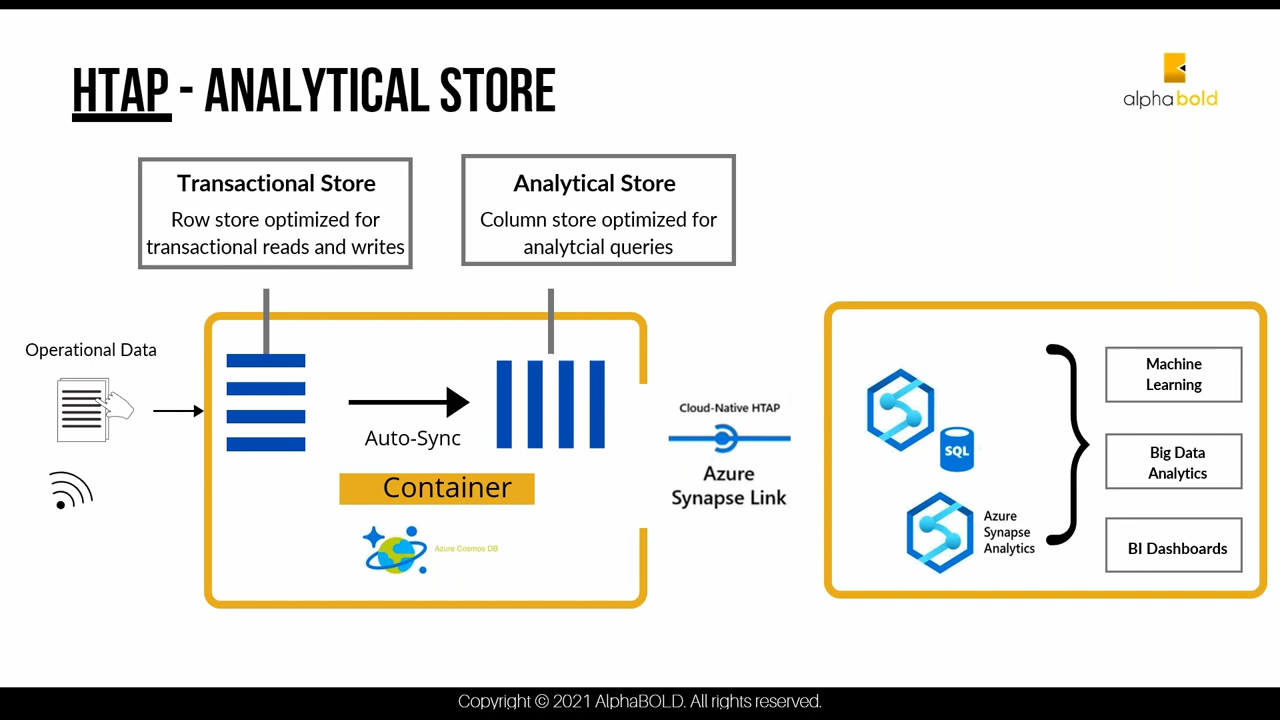 HTAP - ANALYTICAL STORE
alphabold
Transactional Store
Row store optimized for
transactional reads and writes
Analytical Store
Column store optimized for
analytcial queries
Operational Data
Auto-Sync
Container
Azure Cosmos DB
Cloud-Native HTAP
Azure
Synapse Link
SQL
Azure
Synapse
Analytics
Machine
Learning
Big Data
Analytics
BI Dashboards
Copyright © 2021 AlphaBOLD. All rights reserved.